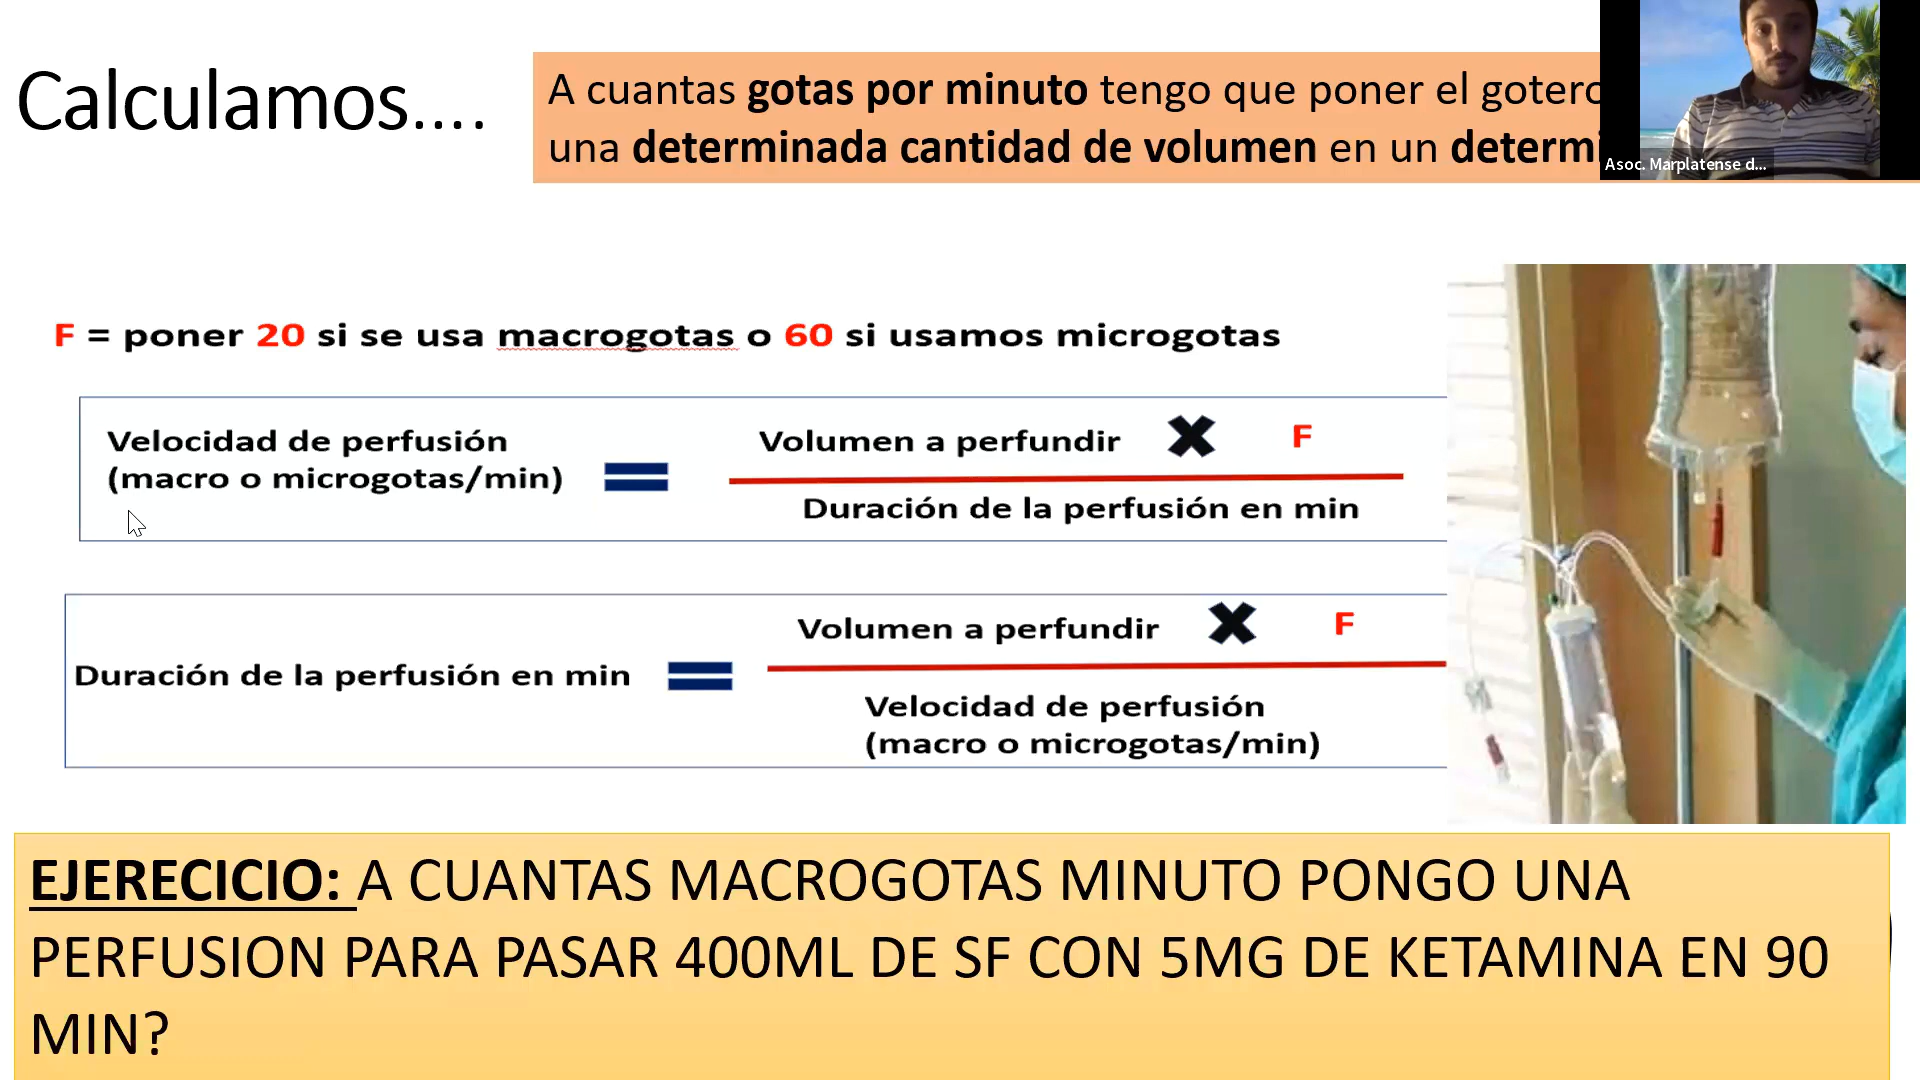 Calculamos....
A cuantas gotas por minuto tengo que poner el gotero
una determinada cantidad de volumen en un
Asoc. Marplatense d...
F = poner 20 si se usa macrogotas o 60 si usamos microgotas
Velocidad de perfusión
(macro o microgotas/min)
Volumen a perfundir
F
Duración de la perfusión en min
Duración de la perfusión en min
Volumen a perfundir
F
Velocidad de perfusión
(macro o microgotas/min)
EJERECICIO: A CUANTAS MACROGOTAS MINUTO PONGO UNA
PERFUSION PARA PASAR 400ML DE SF CON 5MG DE KETAMINA EN 90
MIN?